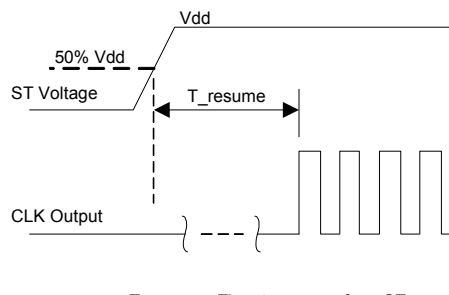 Vdd
50% Vdd
ST Voltage
T_resume
CLK Output